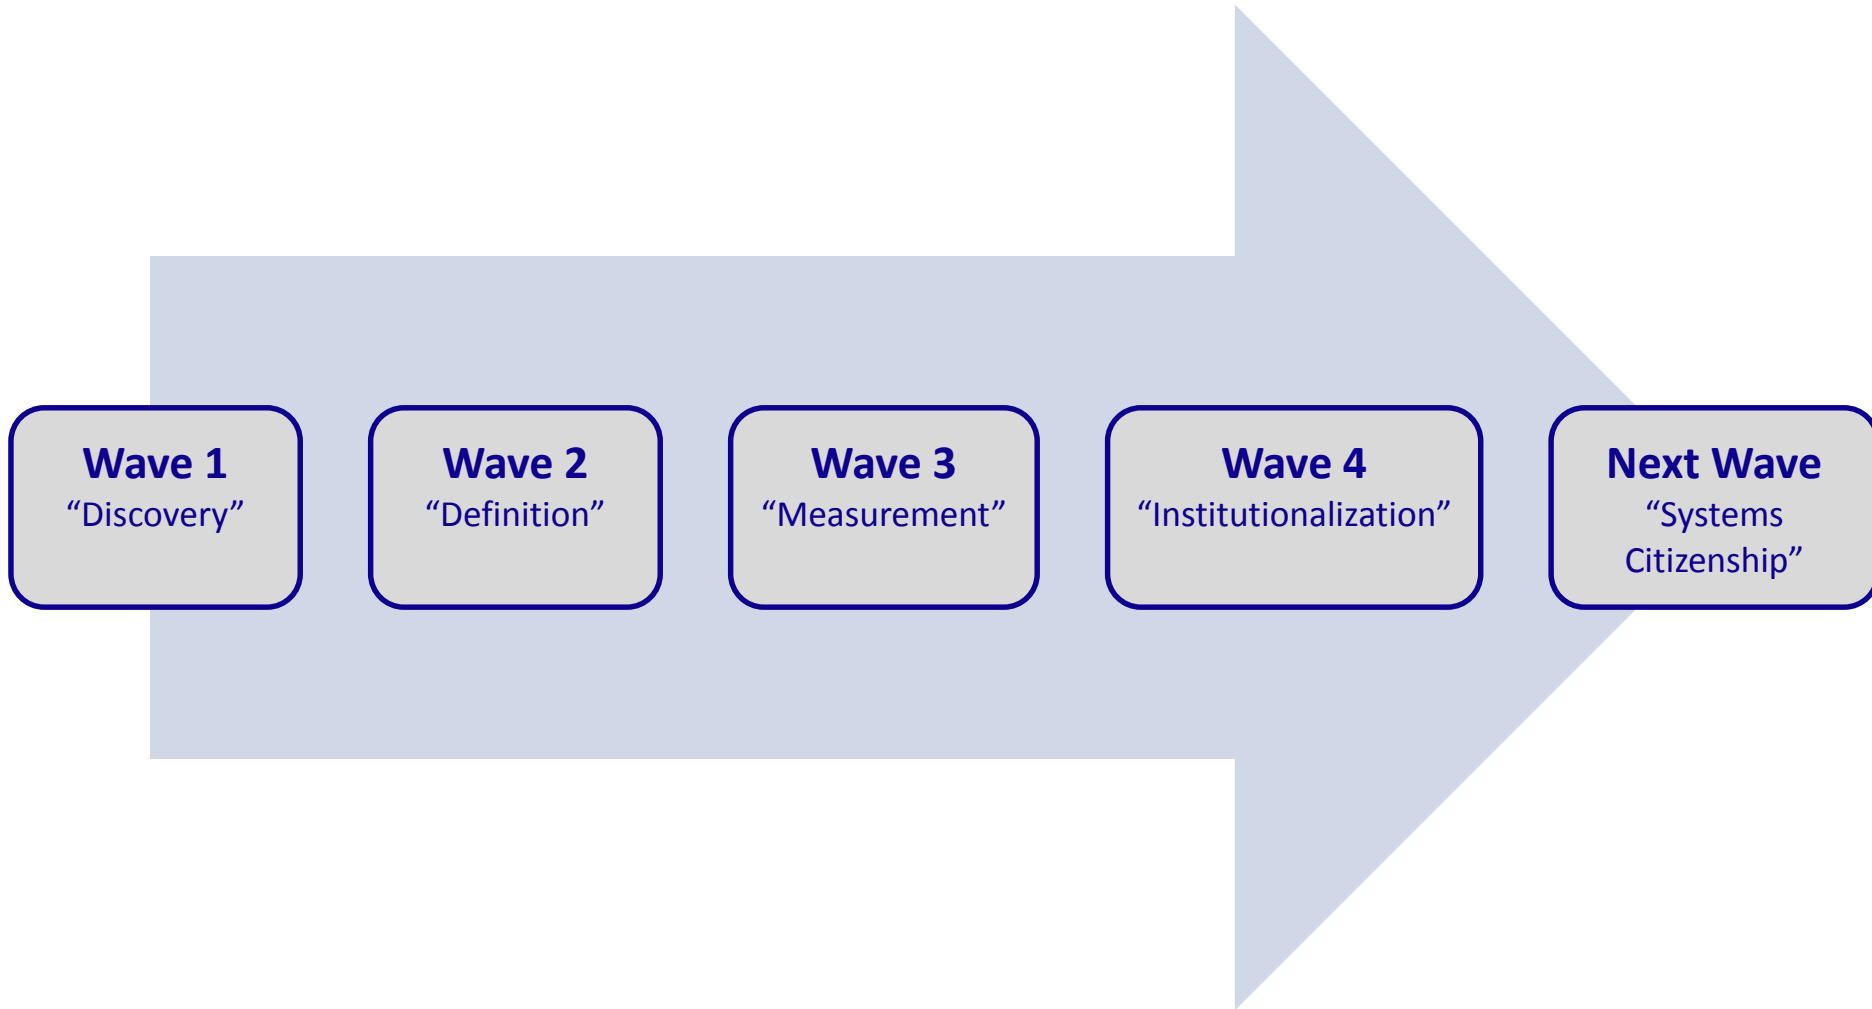 Wave 1
“Discovery”
Wave 2
“Definition”
Wave 3
“Measurement”
Wave 4
“Institutionalization”
Next Wave
“Systems
Citizenship”